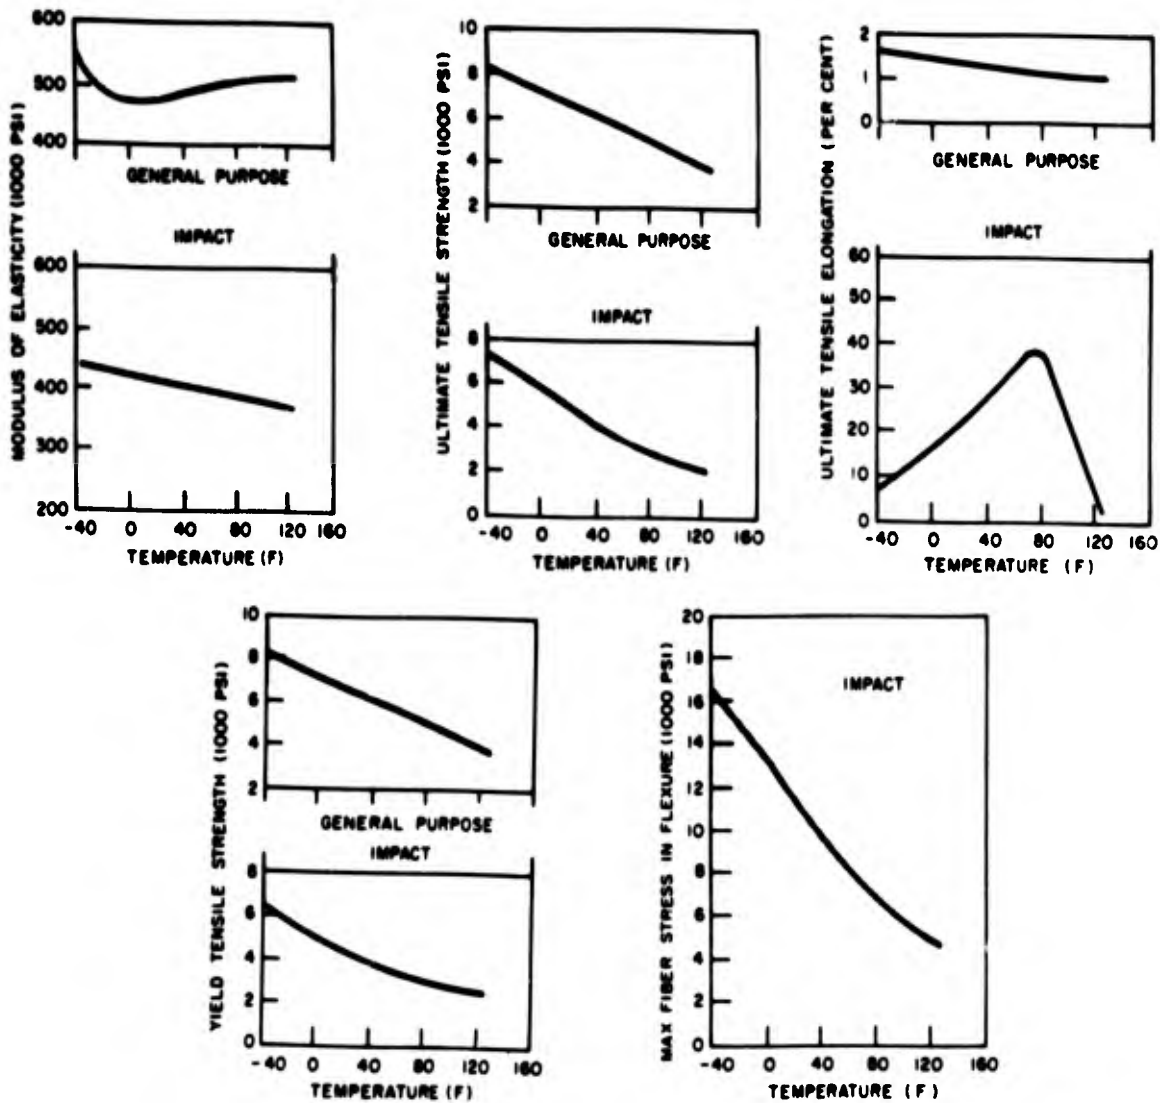 MODULUS OF ELASTICITY (1000 PSI)
600
500
400
GENERAL PURPOSE
IMPACT
600
500
400
300
200
-40 0 40 80 120 160
TEMPERATURE (F)
ULTIMATE TENSILE STRENGTH (1000 PSI)
10
8
6
4
2
GENERAL PURPOSE
IMPACT
8
6
4
2
0
-40 0 40 80 120 160
TEMPERATURE (F)
ULTIMATE TENSILE ELONGATION (PER CENT)
2
1
0
GENERAL PURPOSE
IMPACT
60
50
40
30
20
10
0
-40 0 40 80 120 160
TEMPERATURE (F)
YIELD TENSILE STRENGTH (1000 PSI)
10
8
6
4
2
GENERAL PURPOSE
IMPACT
8
6
4
2
0
-40 0 40 80 120 160
TEMPERATURE (F)
MAX FIBER STRESS IN FLEXURE (1000 PSI)
20
18
16
14
12
10
8
6
4
2
0
IMPACT
-40 0 40 80 120 160
TEMPERATURE (F)